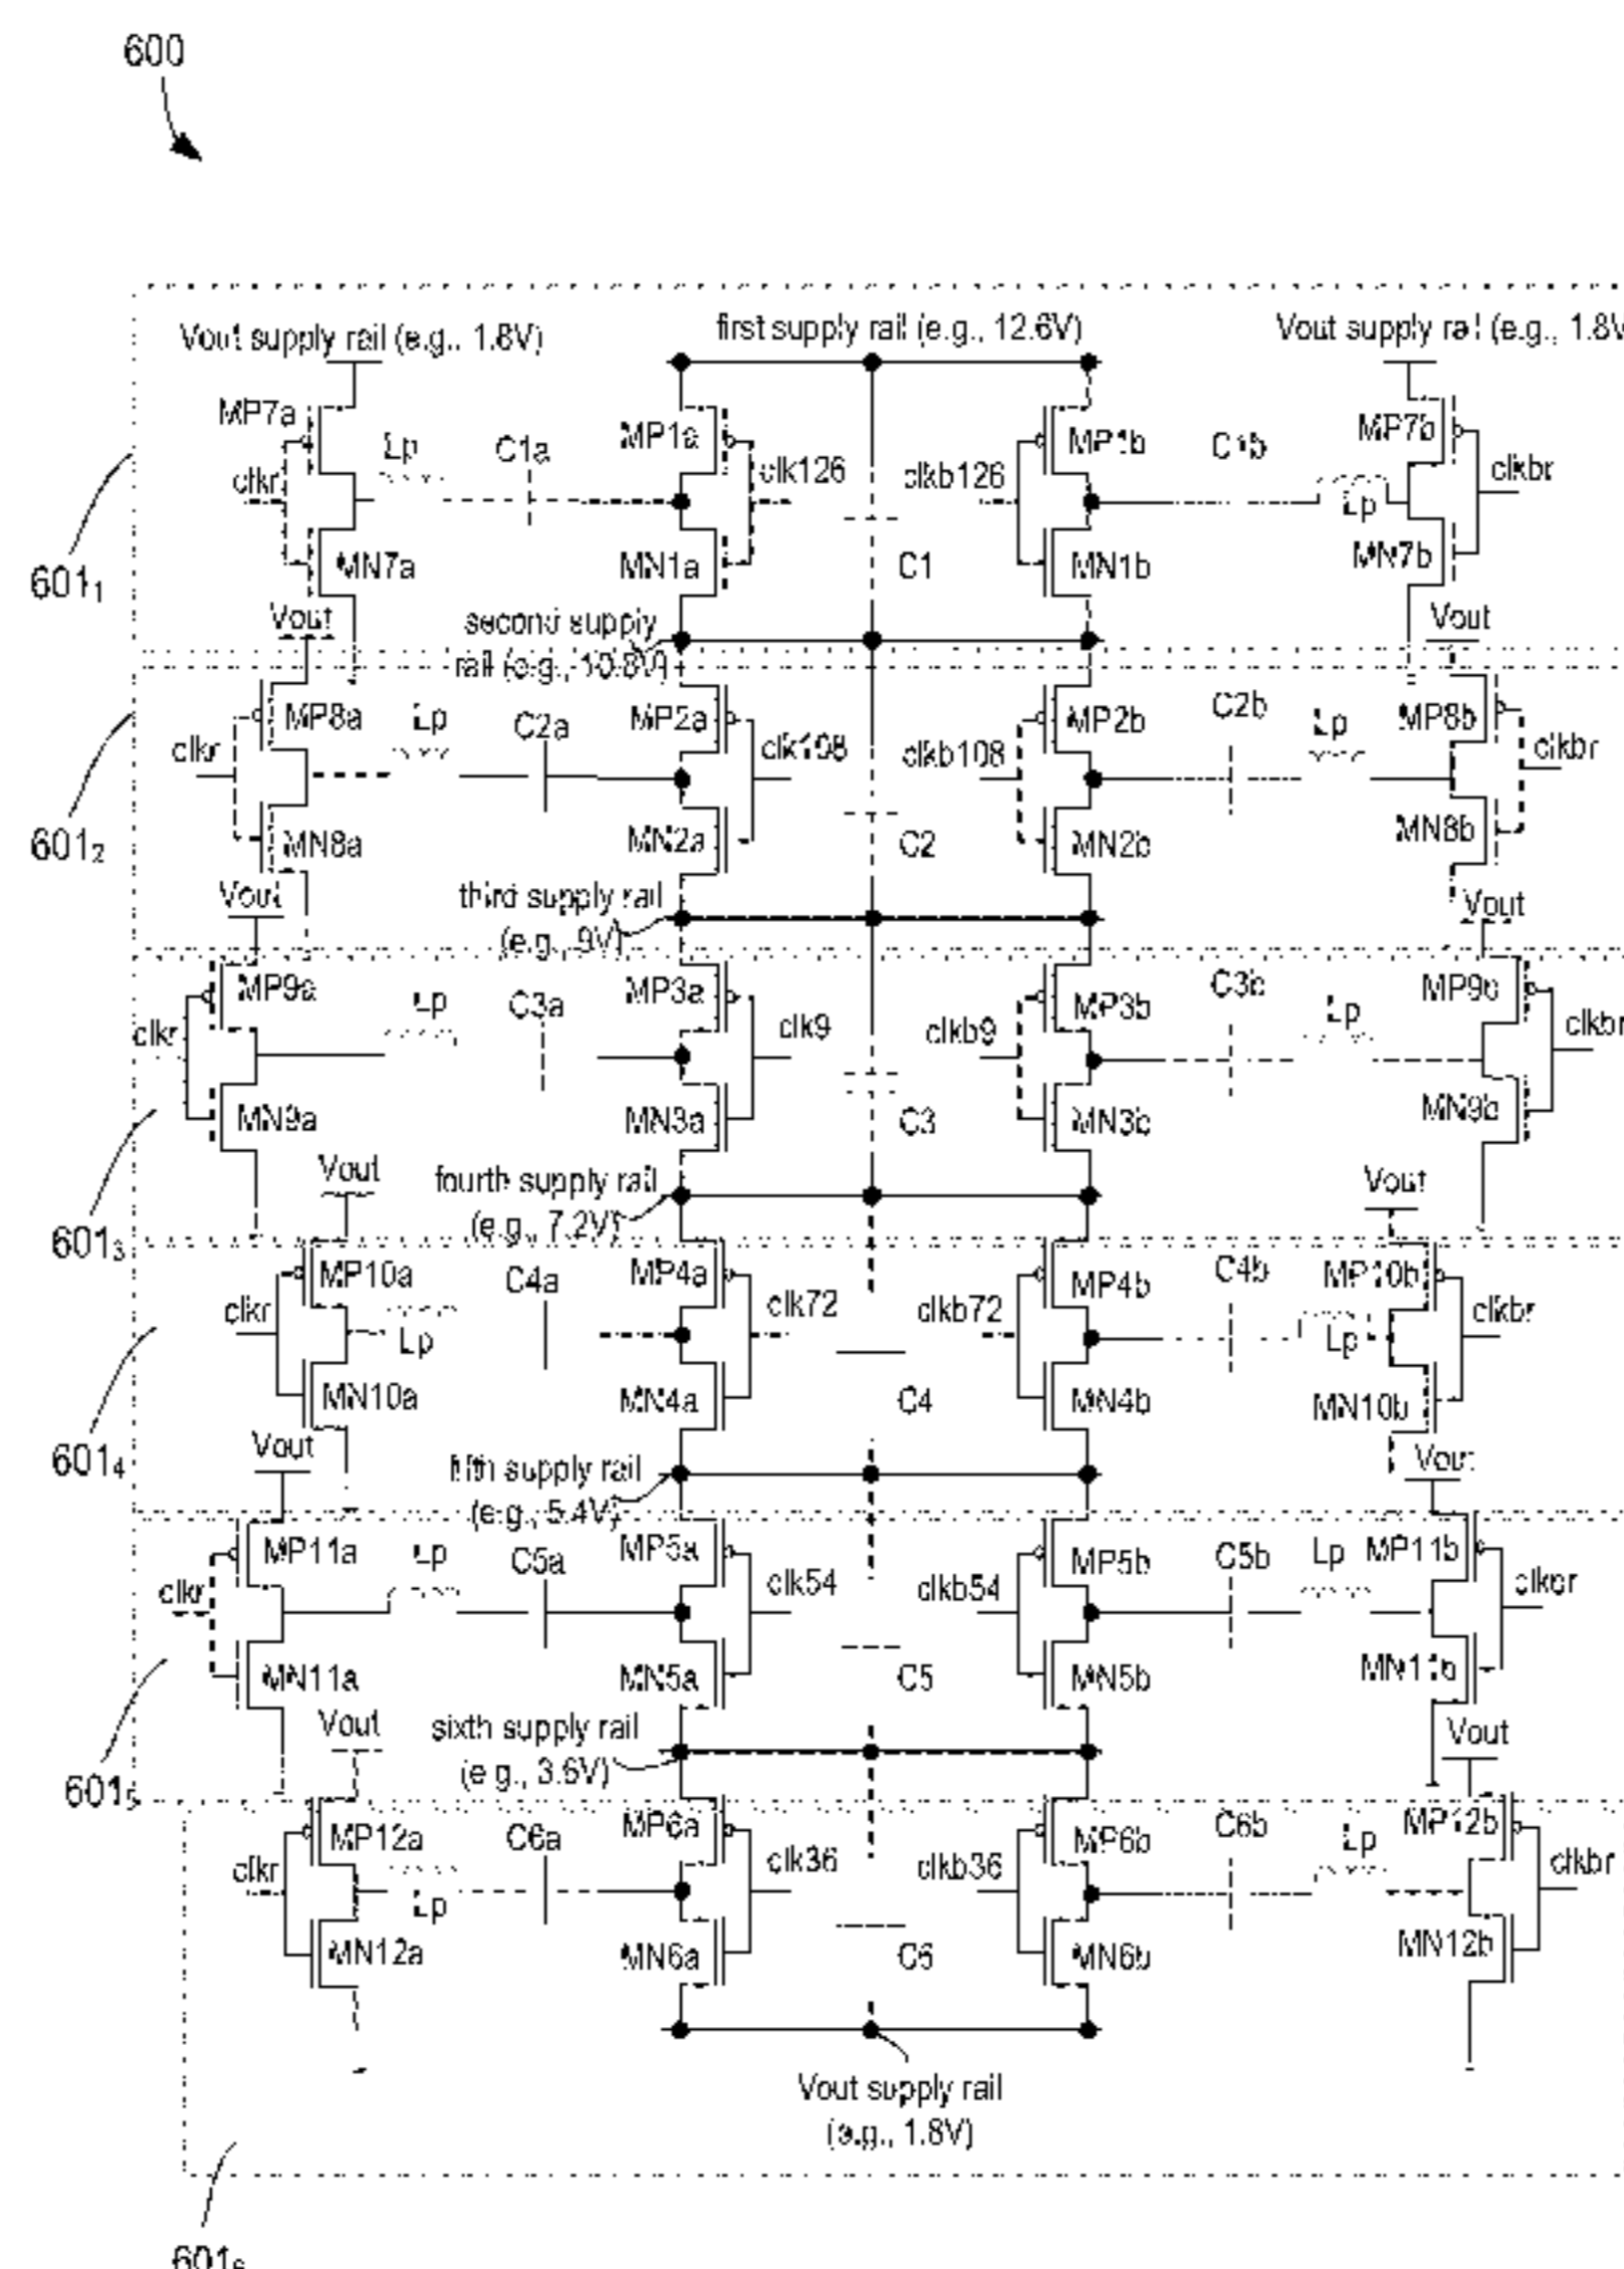 600
Vout supply rail (e.g., 1.8V)
first supply rail (e.g., 12.6V)
Vout supply rail (e.g., 1.8V
MP7a
Lp
C1a
MP1a
MP1b
C1b
MP7b
clkr
clk126
clkb126
Lp
clkbr
MN7a
MN1a
C1
MN1b
MN7b
601₁
Vout
second supply
rail (e.g., 10.8V)
Vout
MP8a
Lp
C2a
MP2a
MP2b
C2b
Lp
MP8b
clkr
clk108
clkb108
clkbr
MN8a
MN2a
C2
MN2b
MN8b
601₂
Vout
third supply rail
(e.g., 9V)
Vout
MP9a
Lp
C3a
MP3a
MP3b
C3b
Lp
MP9b
clkr
clk9
clkb9
clkbr
MN9a
MN3a
C3
MN3b
MN9b
601₃
Vout
fourth supply rail
(e.g., 7.2V)
Vout
MP10a
C4a
MP4a
MP4b
C4b
MP10b
clkr
Lp
clk72
clkb72
Lp
clkbr
MN10a
MN4a
C4
MN4b
MN10b
601₄
Vout
fifth supply rail
(e.g., 5.4V)
Vout
MP11a
Lp
C5a
MP5a
MP5b
C5b
Lp
MP11b
clkr
clk54
clkb54
clkbr
MN11a
MN5a
C5
MN5b
MN11b
601₅
Vout
sixth supply rail
(e.g., 3.6V)
Vout
MP12a
C6a
MP6a
MP6b
C6b
Lp
MP12b
clkr
Lp
clk36
clkb36
clkbr
MN12a
MN6a
C6
MN6b
MN12b
Vout supply rail
(e.g., 1.8V)
601₆